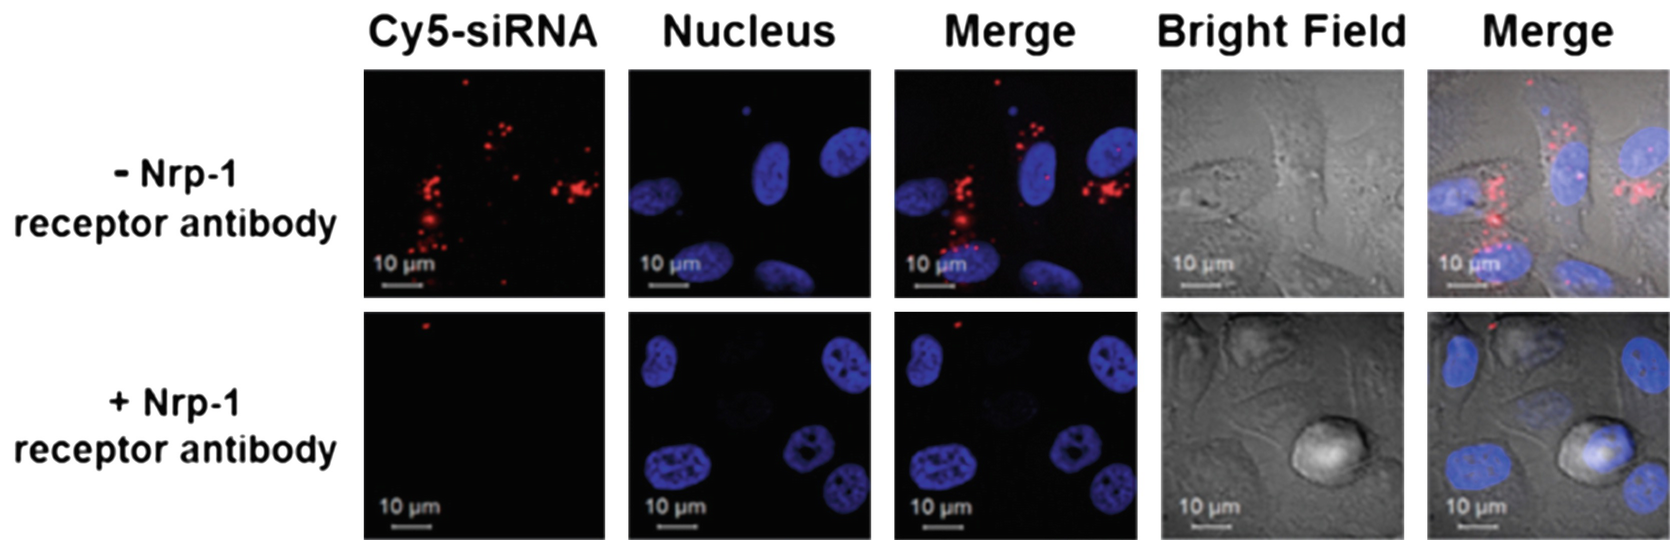 Cy5-siRNA Nucleus Merge Bright Field Merge
- Nrp-1
receptor antibody
10 µm 10 µm 10 µm 10 µm 10 µm
+ Nrp-1
receptor antibody
10 µm 10 µm 10 µm 10 µm 10 µm